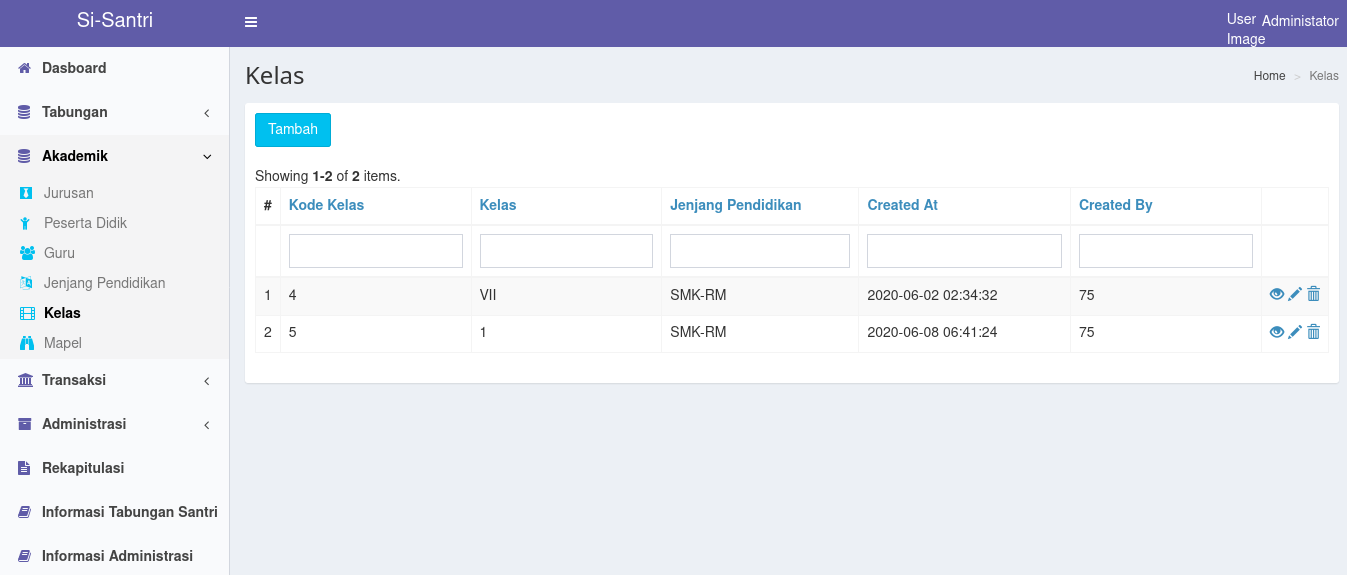 Si-Santri
User Image
Administator
Dasboard
Tabungan
Akademik
Jurusan
Peserta Didik
Guru
Jenjang Pendidikan
Kelas
Mapel
Transaksi
Administrasi
Rekapitulasi
Informasi Tabungan Santri
Informasi Administrasi
Kelas
Home > Kelas
Tambah
Showing 1-2 of 2 items.
# Kode Kelas Kelas Jenjang Pendidikan Created At Created By
1 4 VII SMK-RM 2020-06-02 02:34:32 75
2 5 1 SMK-RM 2020-06-08 06:41:24 75